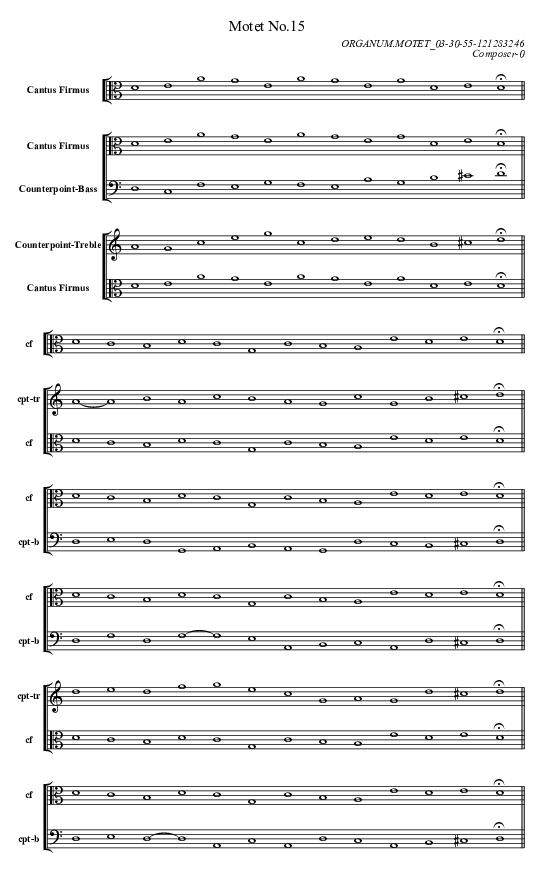 Motet No.15
ORGANUM.MOTET_03-30-55-121283246
Composer-0
Cantus Firmus
Cantus Firmus
Counterpoint-Bass
Counterpoint-Treble
Cantus Firmus
cf
cpt-tr
cf
cf
cpt-b
cf
cpt-b
cpt-tr
cf
cf
cpt-b